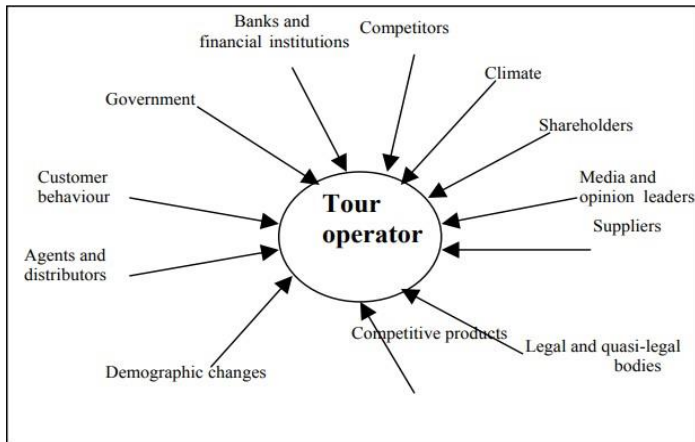 Banks and
financial institutions
Competitors
Climate
Government
Shareholders
Customer
behaviour
Media and
opinion leaders
Tour
operator
Suppliers
Agents and
distributors
Competitive products
Legal and quasi-legal
bodies
Demographic changes